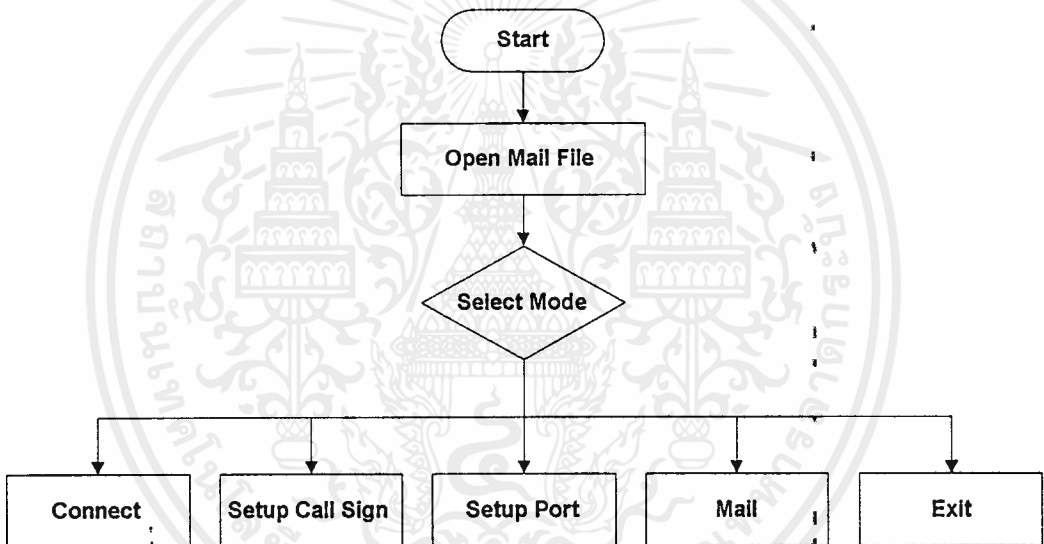 Start
Open Mail File
Select Mode
Connect
Setup Call Sign
Setup Port
Mail
Exit